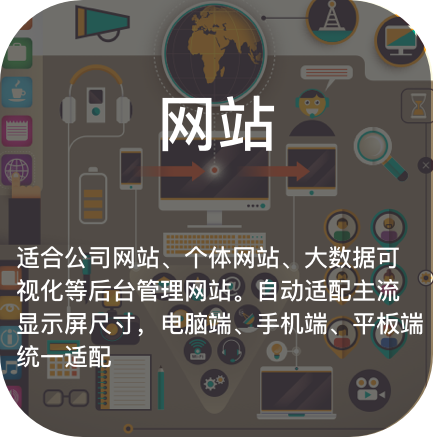 网站
适合公司网站、个体网站、大数据可
视化等后台管理网站。自动适配主流
显示屏尺寸，电脑端、手机端、平板端
统一适配